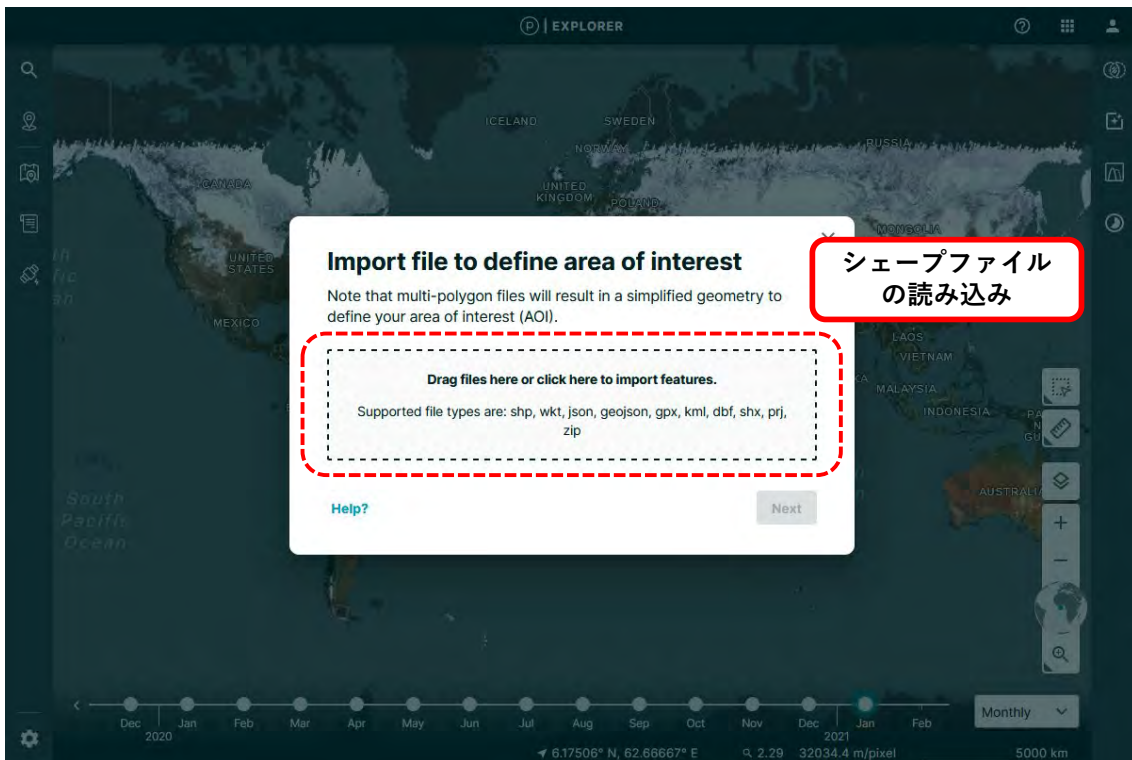 P | EXPLORER
ICELAND
SWEDEN
NORWAY
RUSSIA
CANADA
UNITED
KINGDOM
POLAND
MONGOLIA
UNITED
STATES
MEXICO
Import file to define area of interest
シェープファイル
の読み込み
Note that multi-polygon files will result in a simplified geometry to
define your area of interest (AOI).
Drag files here or click here to import features.
Supported file types are: shp, wkt, json, geojson, gpx, kml, dbf, shx, prj,
zip
LAOS
VIETNAM
MALAYSIA
INDONESIA
Help?
Next
AUSTRALIA
South
Pacific
Ocean
Dec
Jan
Feb
Mar
Apr
May
Jun
Jul
Aug
Sep
Oct
Nov
Dec
Jan
Feb
Monthly
2020
2021
6.17506° N, 62.66667° E
2.29
32034.4 m/pixel
5000 km